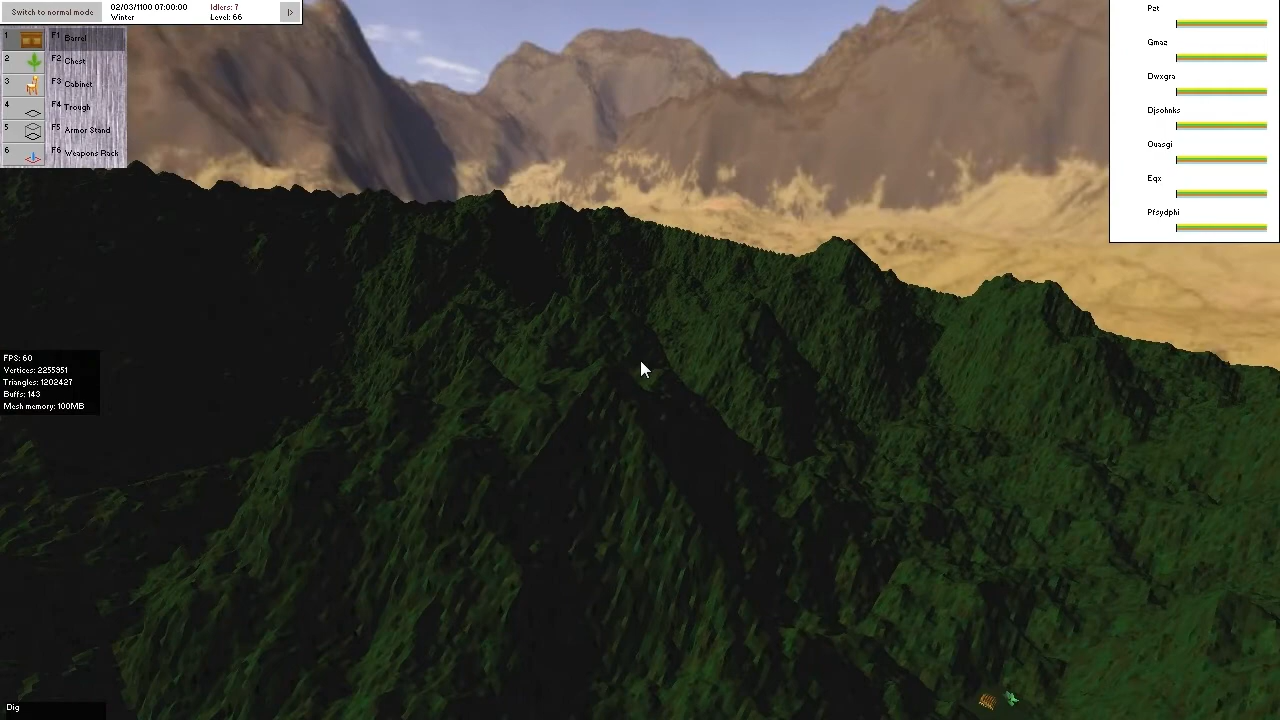 Switch to normal mode
02/03/1100 07:00:00
Winter
Idlers: 7
Level: 66
|>
1 F1 Barrel
2 F2 Chest
3 F3 Cabinet
4 F4 Trough
5 F5 Armor Stand
6 F6 Weapons Rack
Pat
Gmaz
Dwxgra
Djsohnks
Ouasgi
Eqx
Pfsydphi
FPS: 60
Vertices: 2255351
Triangles: 1202427
Buffs: 143
Mesh memory: 100MB
Dig